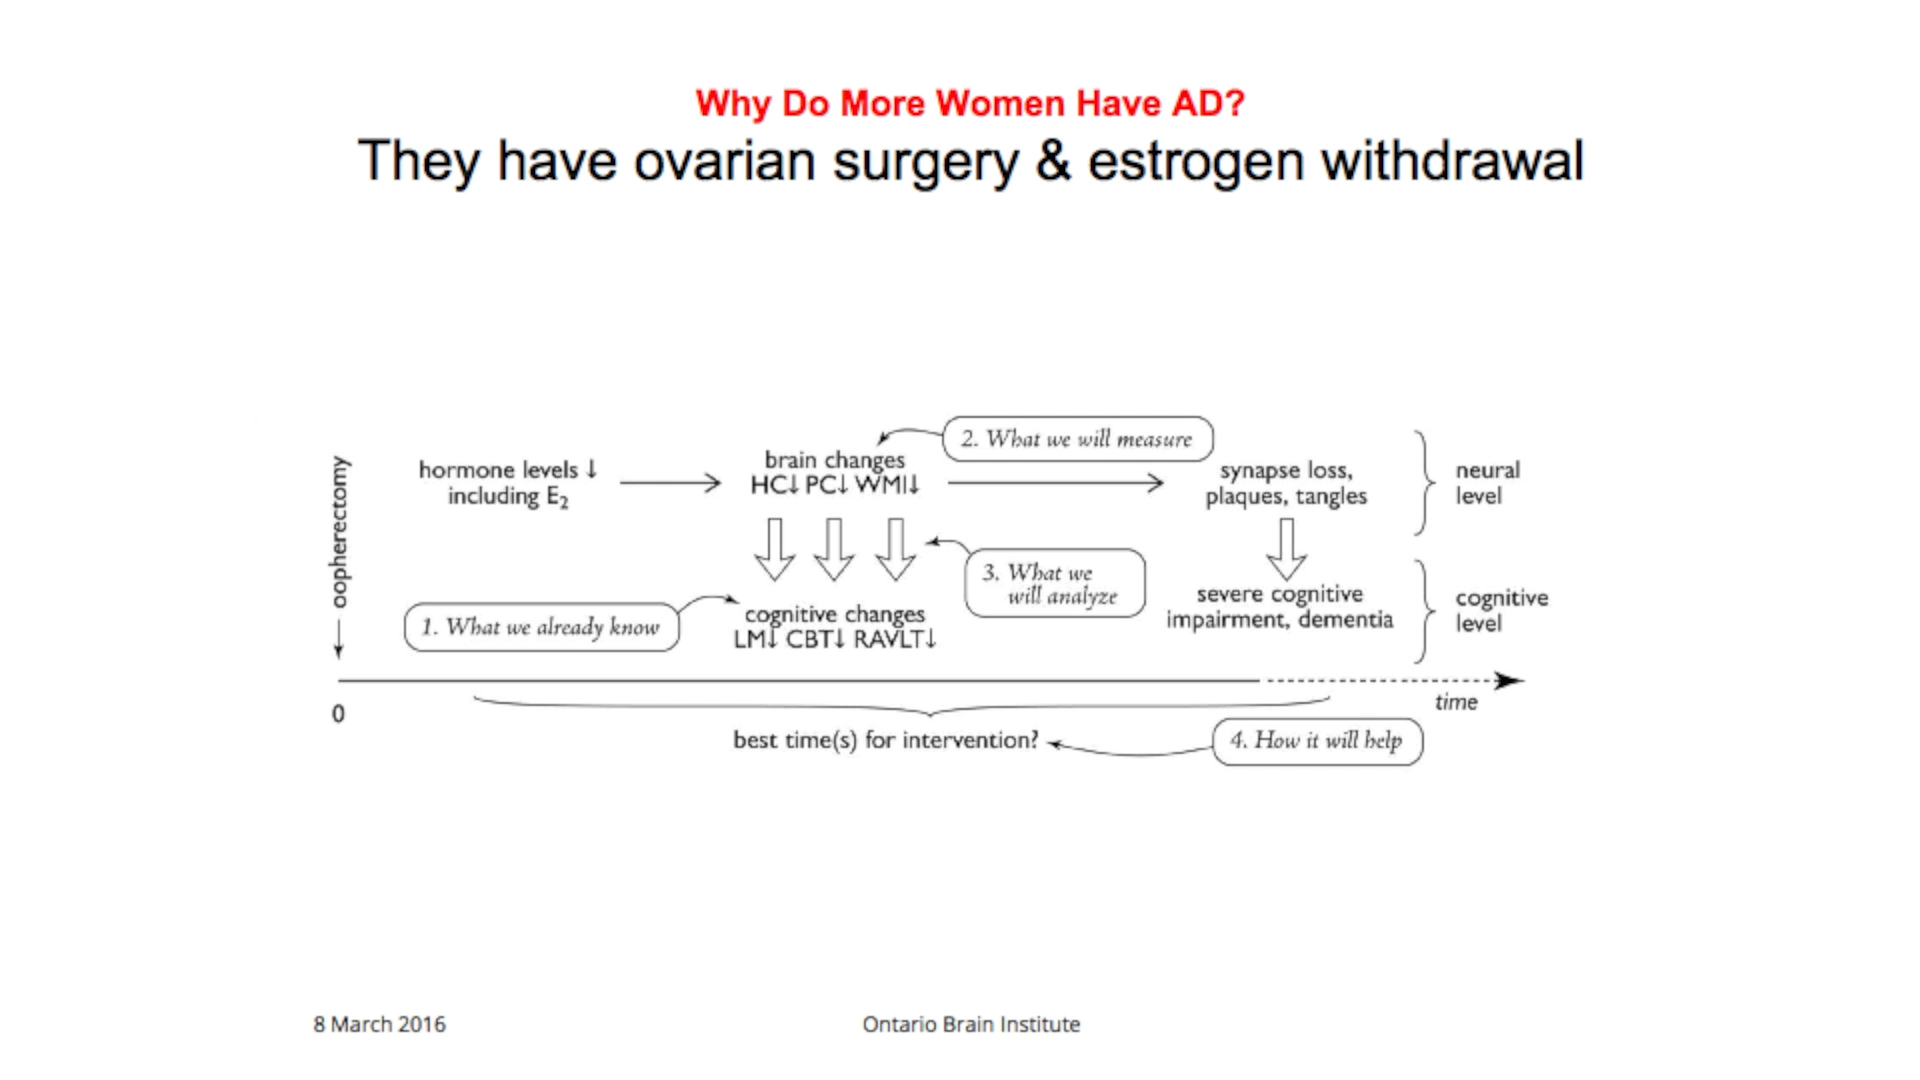 Why Do More Women Have AD?
They have ovarian surgery & estrogen withdrawal
oopherectomy
hormone levels ↓
including E₂
brain changes
HC↓ PC↓ WMI↓
2. What we will measure
synapse loss,
plaques, tangles
neural
level
1. What we already know
cognitive changes
LM↓ CBT↓ RAVLT↓
3. What we
will analyze
severe cognitive
impairment, dementia
cognitive
level
0
time
best time(s) for intervention?
4. How it will help
8 March 2016
Ontario Brain Institute